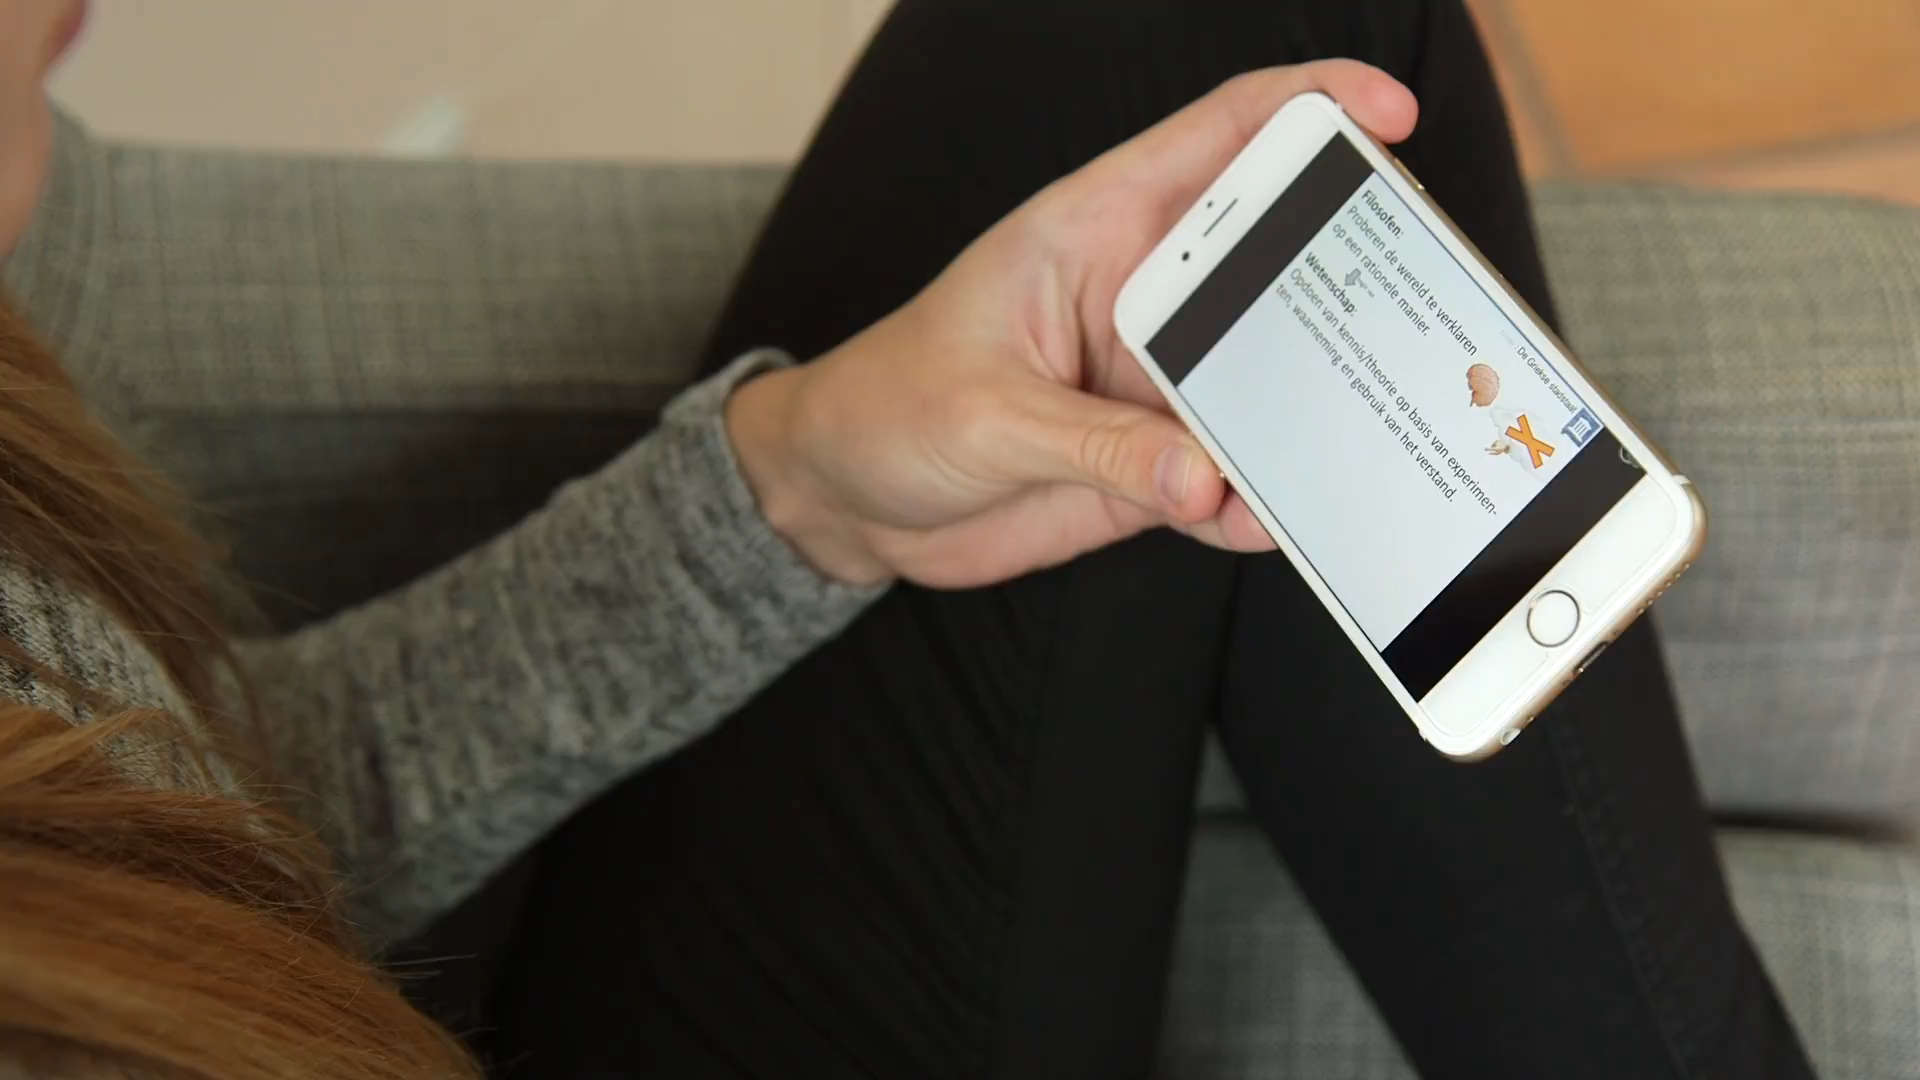 De Griekse stadstaat
Filosofen:
Proberen de wereld te verklaren
op een rationele manier.
Wetenschap:
Opdoen van kennis/theorie op basis van experimen-
ten, waarneming en gebruik van het verstand.